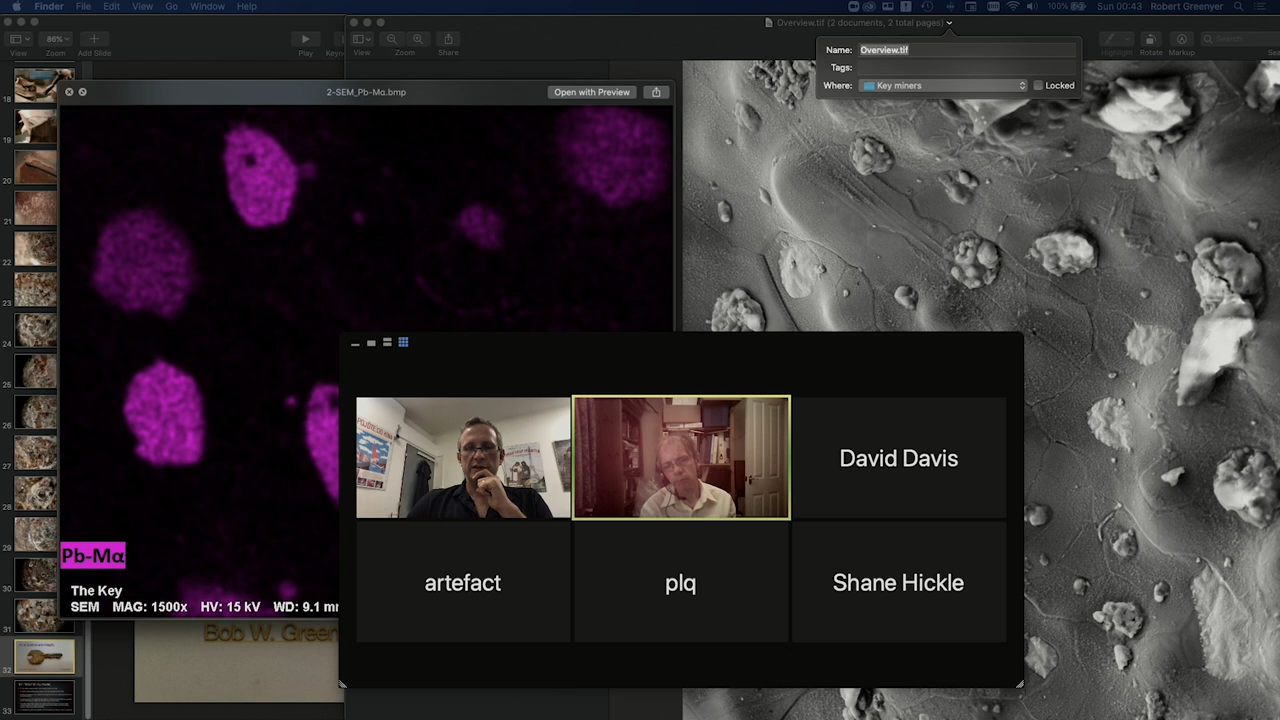 Finder File Edit View Go Window Help
100% Sun 00:43 Robert Greenyer
Overview.tif (2 documents, 2 total pages)
86%
View Zoom Add Slide Play
View Zoom Share
Highlight Rotate Markup
Search
Name: Overview.tif
Tags:
Where: Key miners Locked
2-SEM_Pb-Mα.bmp
Open with Preview
18
19
20
21
22
23
24
25
26
27
28
29
30
31
32
33
Pb-Mα
The Key
SEM MAG: 1500x HV: 15 kV WD: 9.1 mm
Bob W. Green
David Davis
artefact
plq
Shane Hickle